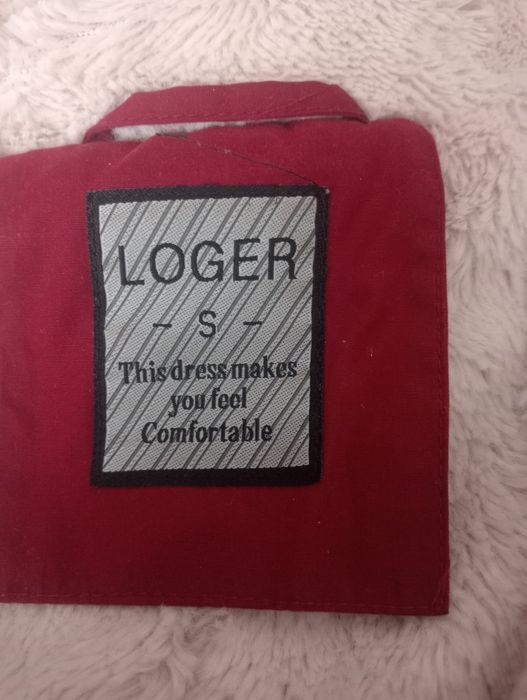 LOGER
- S -
This dress makes
you feel
Comfortable